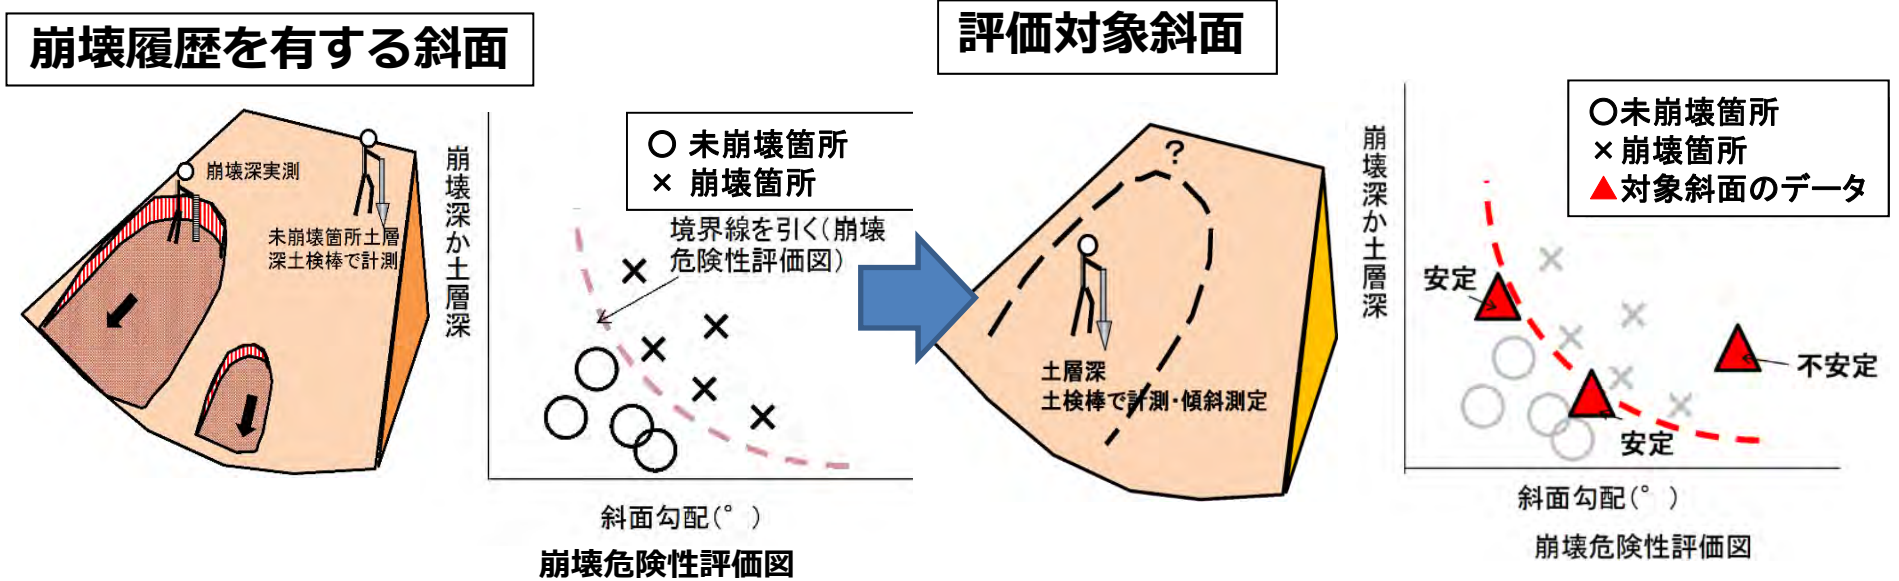 崩壊履歴を有する斜面
崩壊深実測
未崩壊箇所土層
深土検棒で計測
崩壊深か土層深
○ 未崩壊箇所
× 崩壊箇所
境界線を引く(崩壊
危険性評価図)
斜面勾配(°)
崩壊危険性評価図
評価対象斜面
?
土層深
土検棒で計測・傾斜測定
崩壊深か土層深
○未崩壊箇所
×崩壊箇所
▲対象斜面のデータ
安定
不安定
安定
斜面勾配(°)
崩壊危険性評価図